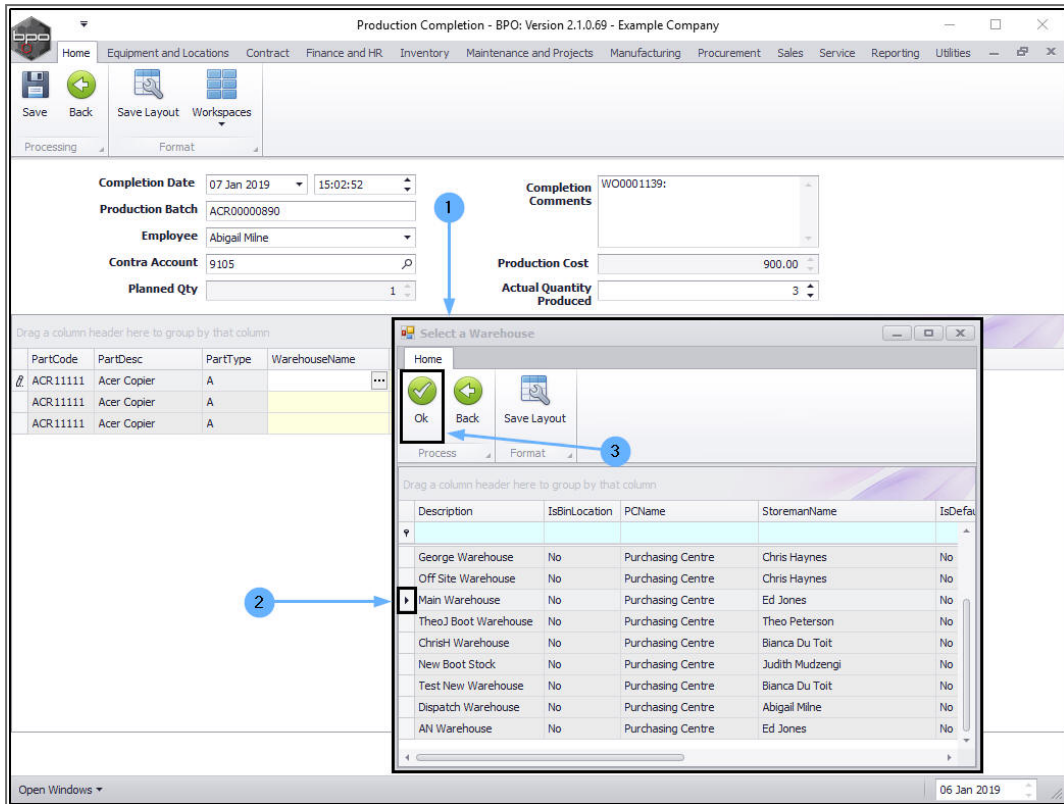 bpo
Production Completion - BPO: Version 2.1.0.69 - Example Company
Home Equipment and Locations Contract Finance and HR Inventory Maintenance and Projects Manufacturing Procurement Sales Service Reporting Utilities
Save Back Save Layout Workspaces
Processing Format
Completion Date 07 Jan 2019 15:02:52
Completion Comments WO0001139:
Production Batch ACR00000890
Employee Abigail Milne
Contra Account 9105
Production Cost 900.00
Planned Qty 1
Actual Quantity Produced 3
1
Drag a column header here to group by that column
PartCode PartDesc PartType WarehouseName
ACR11111 Acer Copier A ...
ACR11111 Acer Copier A
ACR11111 Acer Copier A
Select a Warehouse
Home
Ok Back Save Layout
Process Format
3
Drag a column header here to group by that column
Description IsBinLocation PCName StoremanName IsDefau
George Warehouse No Purchasing Centre Chris Haynes No
Off Site Warehouse No Purchasing Centre Chris Haynes No
2
Main Warehouse No Purchasing Centre Ed Jones No
TheoJ Boot Warehouse No Purchasing Centre Theo Peterson No
ChrisH Warehouse No Purchasing Centre Bianca Du Toit No
New Boot Stock No Purchasing Centre Judith Mudzengi No
Test New Warehouse No Purchasing Centre Bianca Du Toit No
Dispatch Warehouse No Purchasing Centre Abigail Milne No
AN Warehouse No Purchasing Centre Ed Jones No
Open Windows 06 Jan 2019